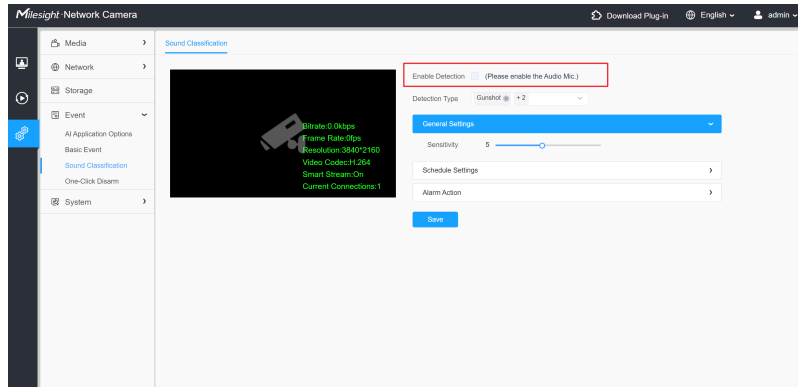 Milesight-Network Camera
Download Plug-in
English
admin
Media
Network
Storage
Event
AI Application Options
Basic Event
Sound Classification
One-Click Disarm
System
Sound Classification
Bitrate:0.0kbps
Frame Rate:0fps
Resolution:3840*2160
Video Codec:H.264
Smart Stream:On
Current Connections:1
Enable Detection (Please enable the Audio Mic.)
Detection Type Gunshot + 2
General Settings
Sensitivity 5
Schedule Settings
Alarm Action
Save